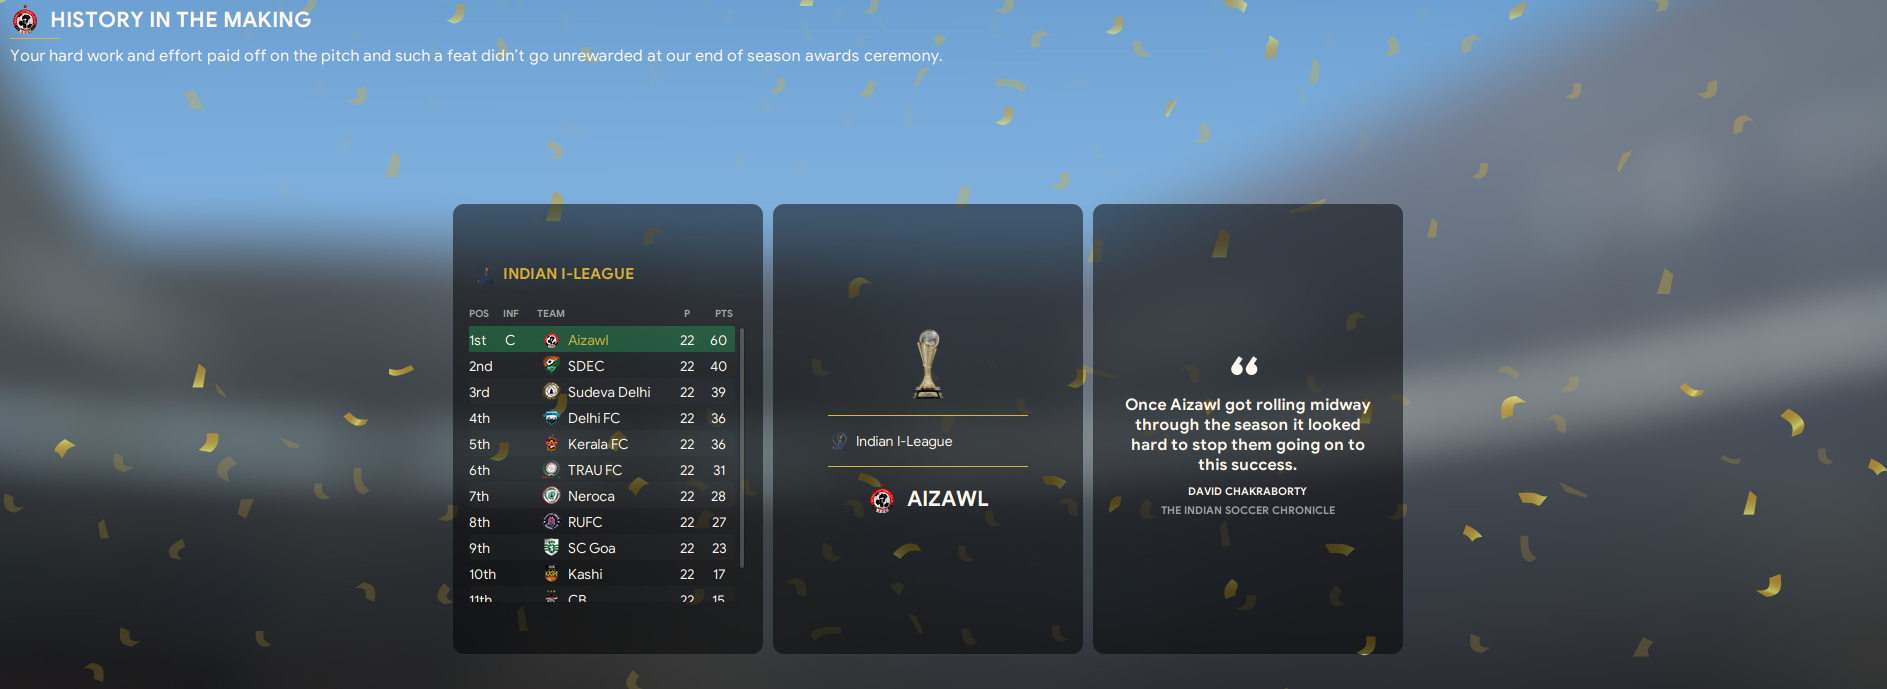 HISTORY IN THE MAKING
Your hard work and effort paid off on the pitch and such a feat didn't go unrewarded at our end of season awards ceremony.
INDIAN I-LEAGUE
POS INF TEAM P PTS
1st C Aizawl 22 60
2nd SDEC 22 40
3rd Sudeva Delhi 22 39
4th Delhi FC 22 36
5th Kerala FC 22 36
6th TRAU FC 22 31
7th Neroca 22 28
8th RUFC 22 27
9th SC Goa 22 23
10th Kashi 22 17
11th CB 22 15
Indian I-League
AIZAWL
“
Once Aizawl got rolling midway
through the season it looked
hard to stop them going on to
this success.
DAVID CHAKRABORTY
THE INDIAN SOCCER CHRONICLE